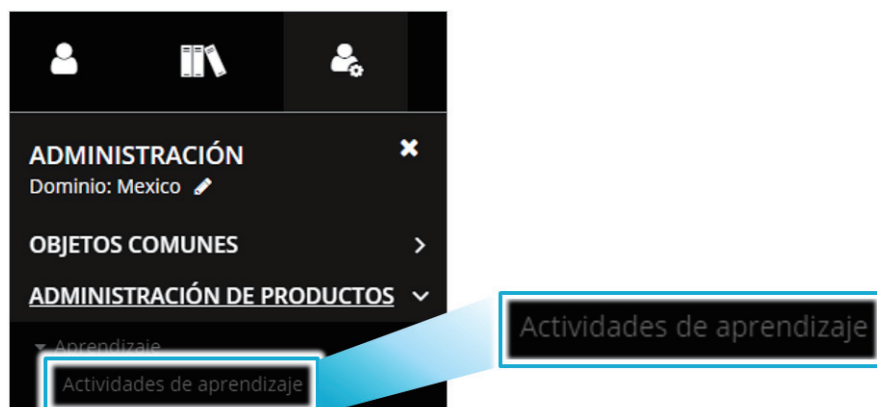 ADMINISTRACIÓN
Dominio: Mexico
OBJETOS COMUNES
ADMINISTRACIÓN DE PRODUCTOS
Aprendizaje
Actividades de aprendizaje
Actividades de aprendizaje